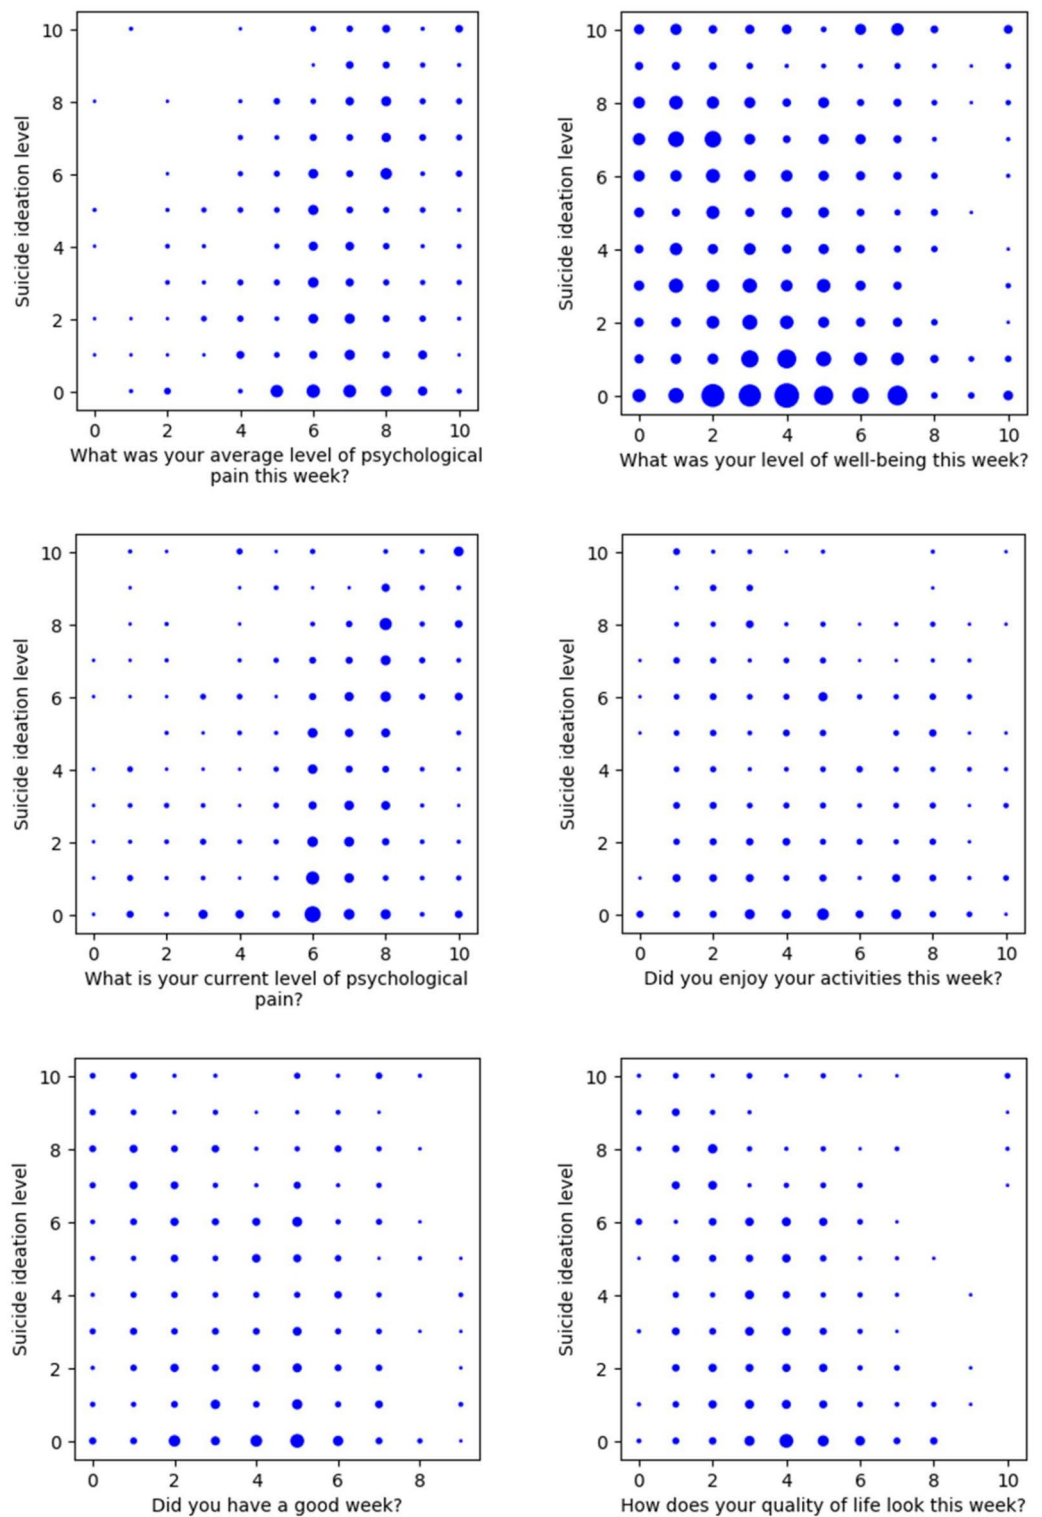 10
8
6
4
2
0
Suicide ideation level
0 2 4 6 8 10
What was your average level of psychological
pain this week?
10
8
6
4
2
0
Suicide ideation level
0 2 4 6 8 10
What was your level of well-being this week?
10
8
6
4
2
0
Suicide ideation level
0 2 4 6 8 10
What is your current level of psychological
pain?
10
8
6
4
2
0
Suicide ideation level
0 2 4 6 8 10
Did you enjoy your activities this week?
10
8
6
4
2
0
Suicide ideation level
0 2 4 6 8
Did you have a good week?
10
8
6
4
2
0
Suicide ideation level
0 2 4 6 8 10
How does your quality of life look this week?